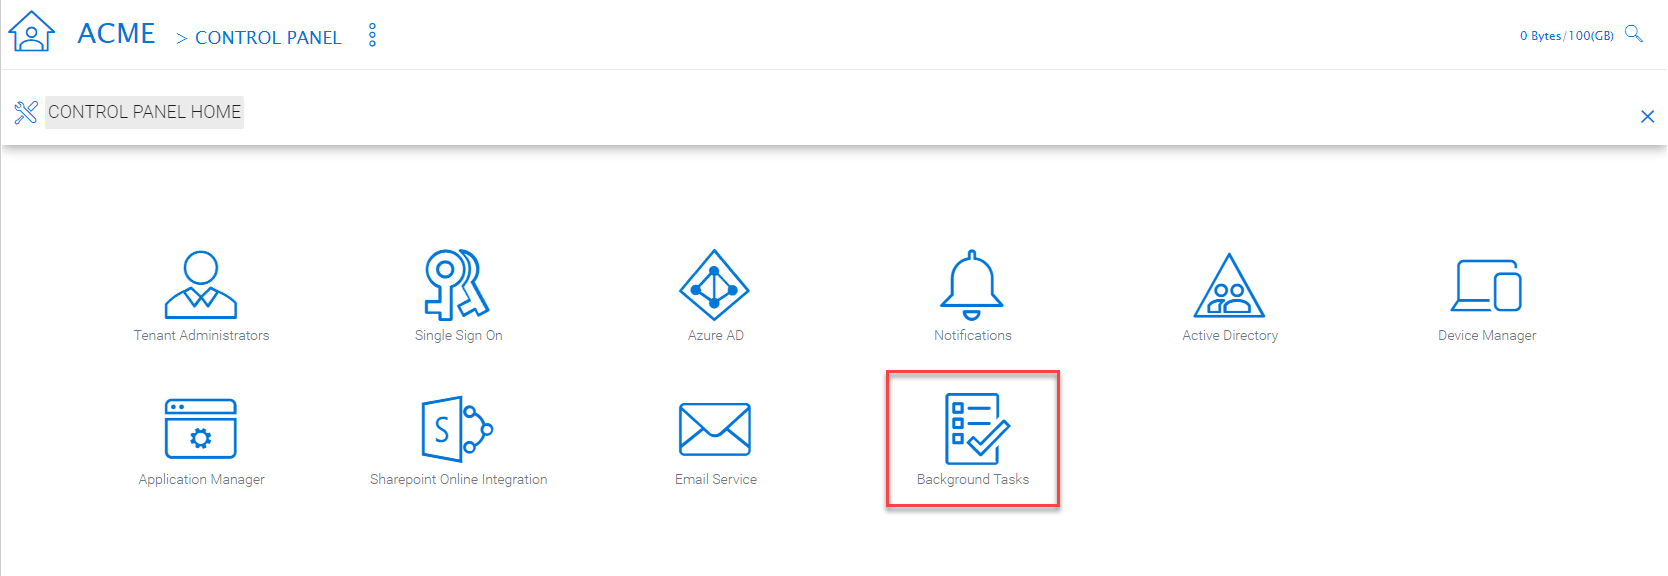 ACME > CONTROL PANEL
0 Bytes/100(GB)
CONTROL PANEL HOME
Tenant Administrators
Single Sign On
Azure AD
Notifications
Active Directory
Device Manager
S
Application Manager
Sharepoint Online Integration
Email Service
Background Tasks